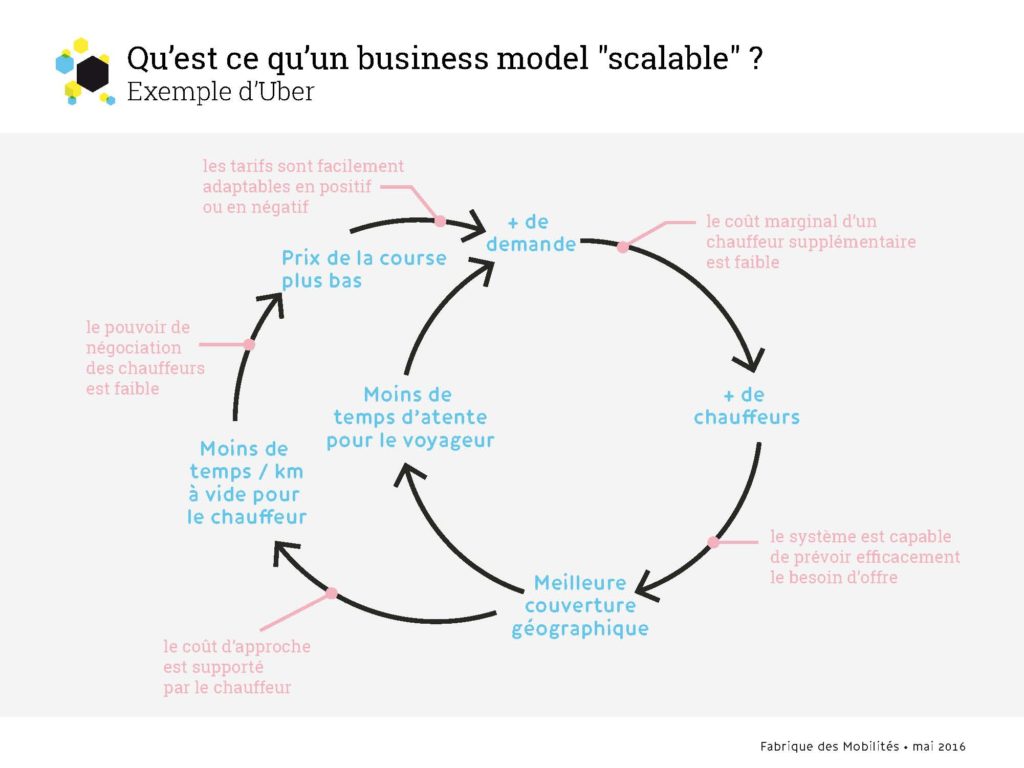 Qu’est ce qu’un business model "scalable" ?
Exemple d’Uber
les tarifs sont facilement
adaptables en positif
ou en négatif
+ de
demande
le coût marginal d’un
chauffeur supplémentaire
est faible
Prix de la course
plus bas
le pouvoir de
négociation
des chauffeurs
est faible
Moins de
temps d’atente
pour le voyageur
+ de
chauffeurs
Moins de
temps / km
à vide pour
le chauffeur
le système est capable
de prévoir efficacement
le besoin d’offre
Meilleure
couverture
géographique
le coût d’approche
est supporté
par le chauffeur
Fabrique des Mobilités • mai 2016